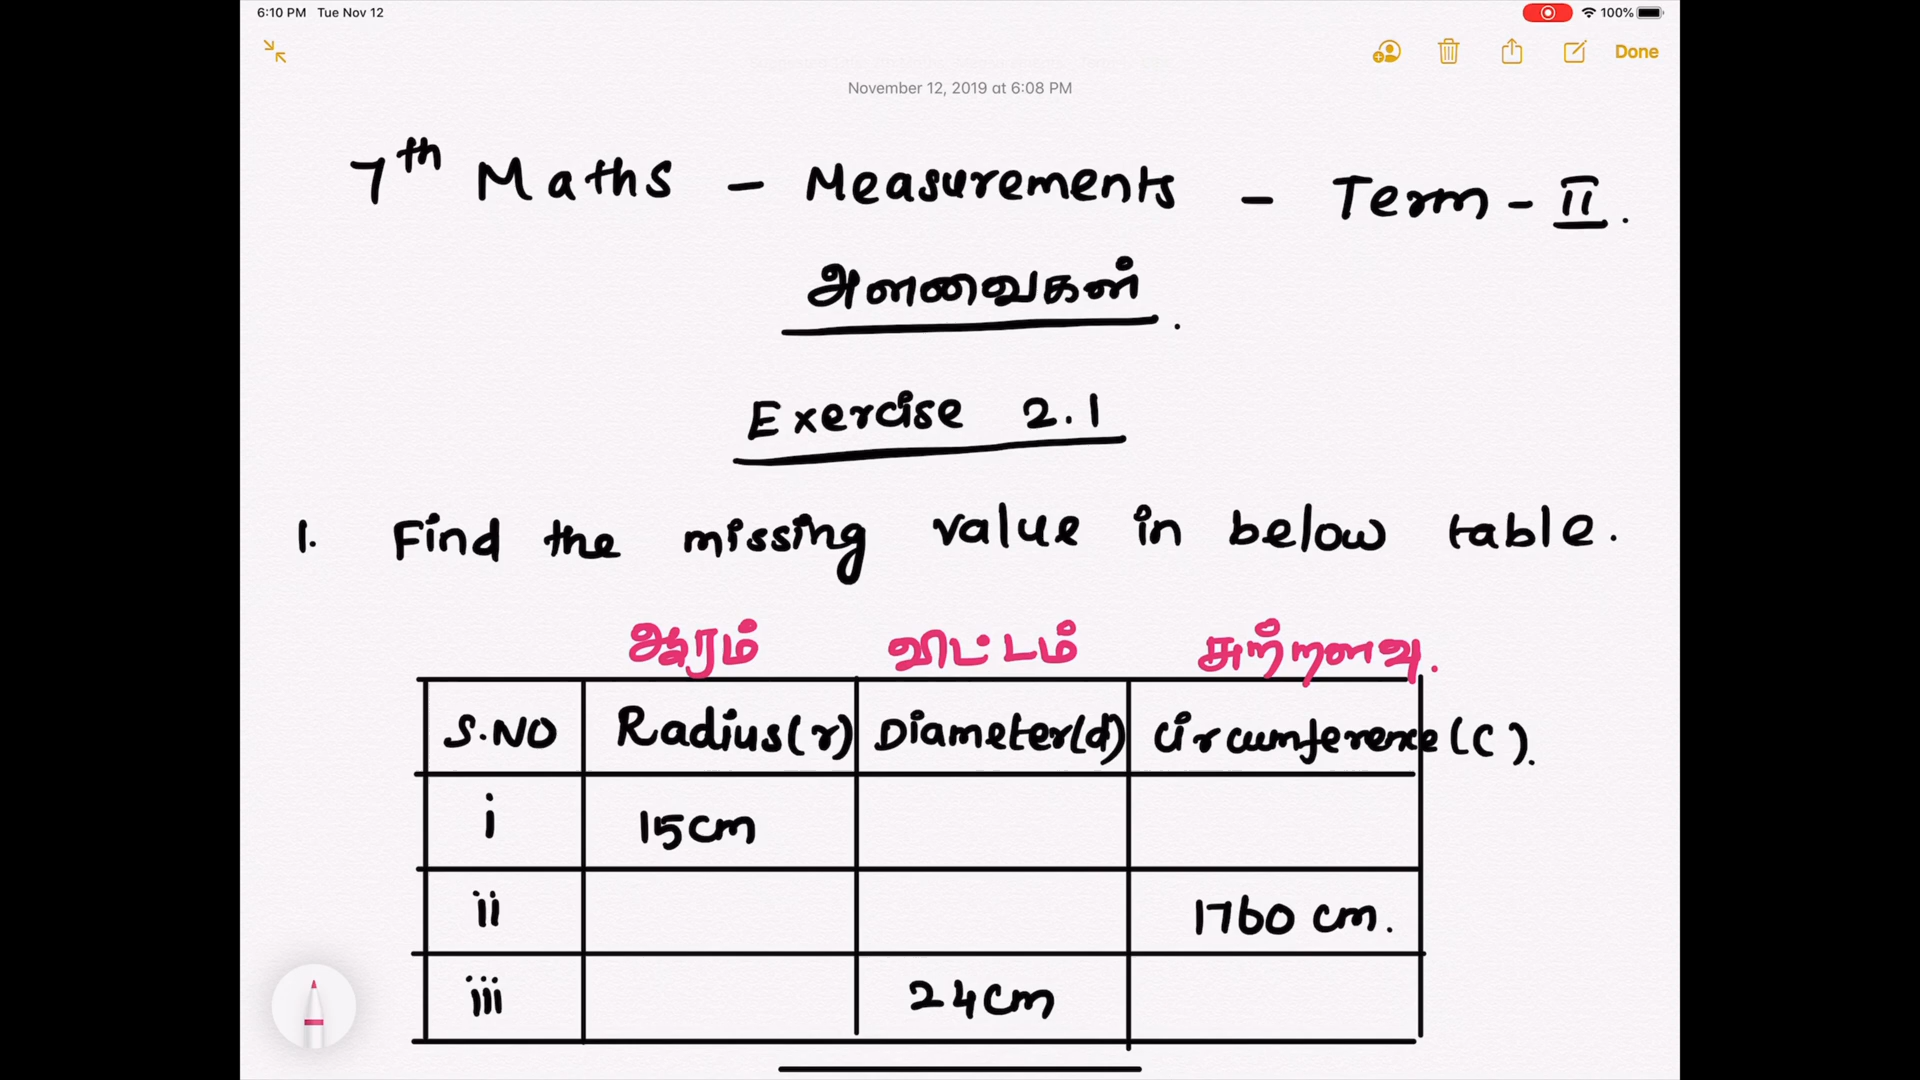 6:10 PM Tue Nov 12 100%
Done
November 12, 2019 at 6:08 PM
7th Maths - Measurements - Term - II.
அளவைகள்.
Exercise 2.1
1. Find the missing value in below table.
ஆரம் விட்டம் சுற்றளவு.
S.NO Radius(r) Diameter(d) Circumference(C).
i 15cm
ii 1760 cm.
iii 24cm